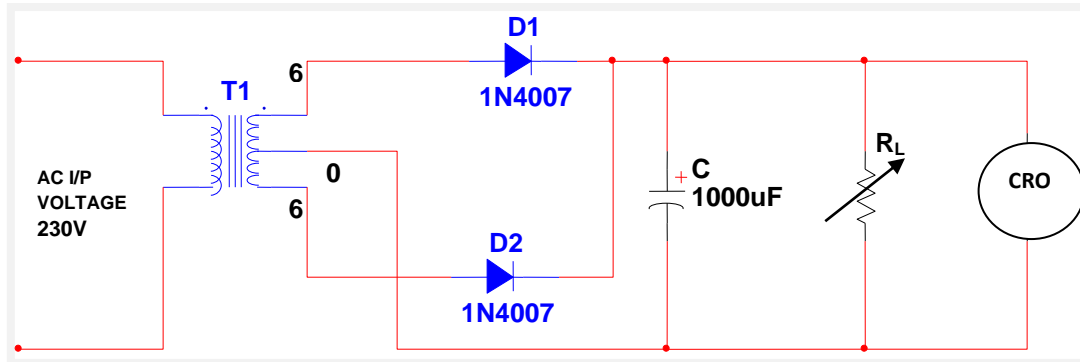 D1
1N4007
6
T1
0
6
AC I/P
VOLTAGE
230V
D2
1N4007
+ C
1000uF
RL
CRO